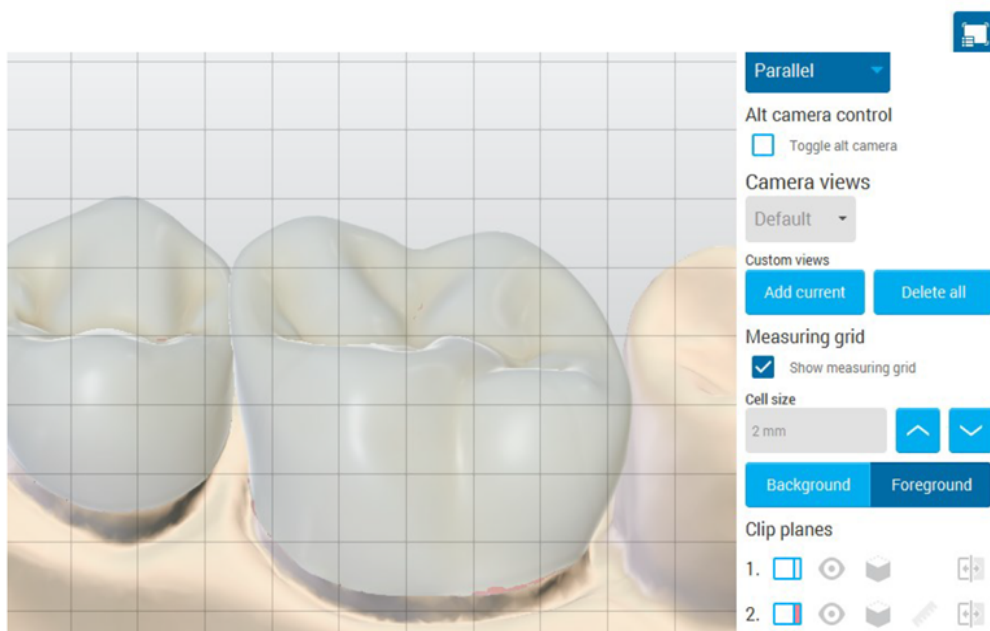 Parallel
Alt camera control
Toggle alt camera
Camera views
Default
Custom views
Add current Delete all
Measuring grid
Show measuring grid
Cell size
2 mm
Background Foreground
Clip planes
1.
2.